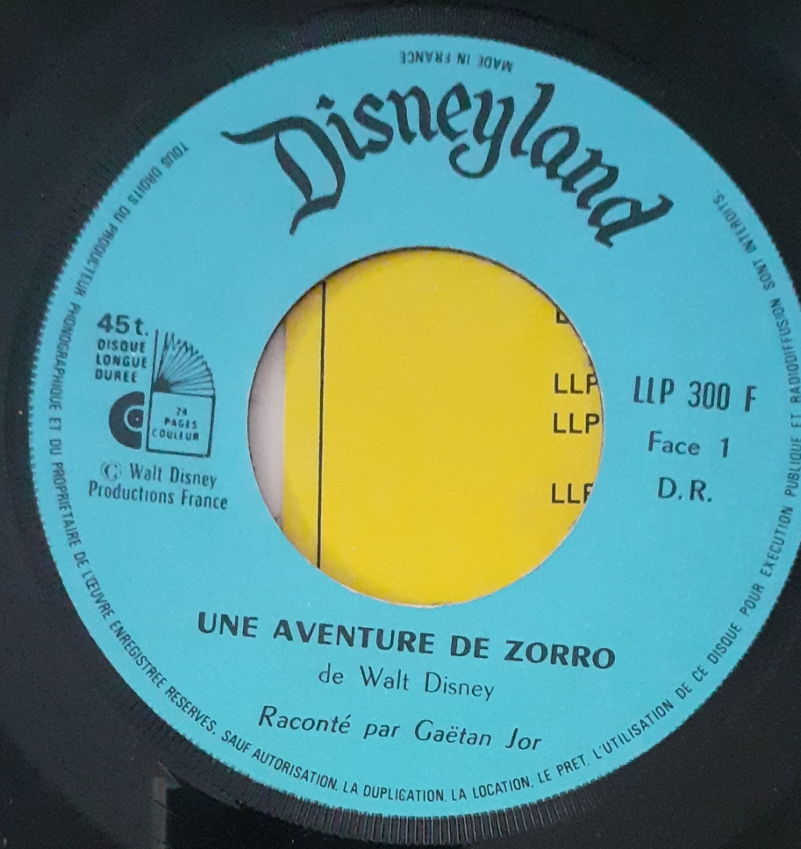 MADE IN FRANCE
Disneyland
45t.
DISQUE
LONGUE
DUREE
24
PAGES
COULEUR
© Walt Disney
Productions France
LLP
LLP
LLP
LLP 300 F
Face 1
D.R.
UNE AVENTURE DE ZORRO
de Walt Disney
Raconté par Gaëtan Jor
TOUS DROITS DU PRODUCTEUR PHONOGRAPHIQUE ET DU PROPRIETAIRE DE L'ŒUVRE ENREGISTREE RESERVES. SAUF AUTORISATION. LA DUPLICATION. LA LOCATION. LE PRET. L'UTILISATION DE CE DISQUE POUR EXECUTION PUBLIQUE ET RADIODIFFUSION SONT INTERDITS.